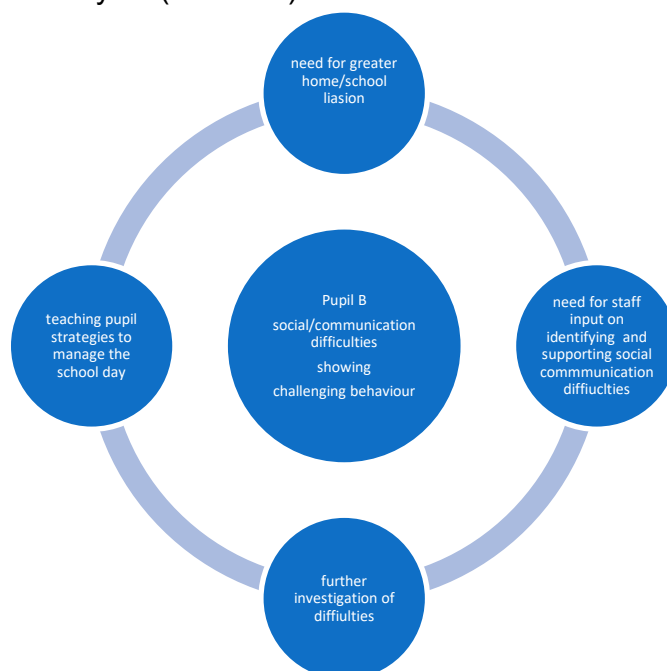 need for greater
home/school
liasion
teaching pupil
strategies to
manage the
school day
Pupil B
social/communication
difficulties
showing
challenging behaviour
need for staff
input on
identifying and
supporting social
commmunication
diffiuclties
further
investigation of
diffiulties